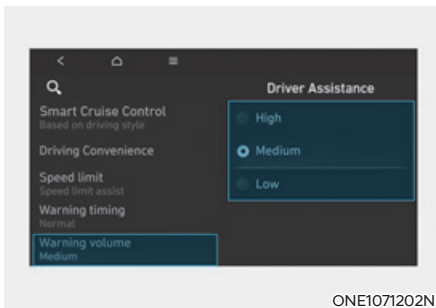 Driver Assistance
Smart Cruise Control
Based on driving style
Driving Convenience
Speed limit
Speed limit assist
Warning timing
Normal
Warning volume
Medium
High
Medium
Low
ONE1071202N